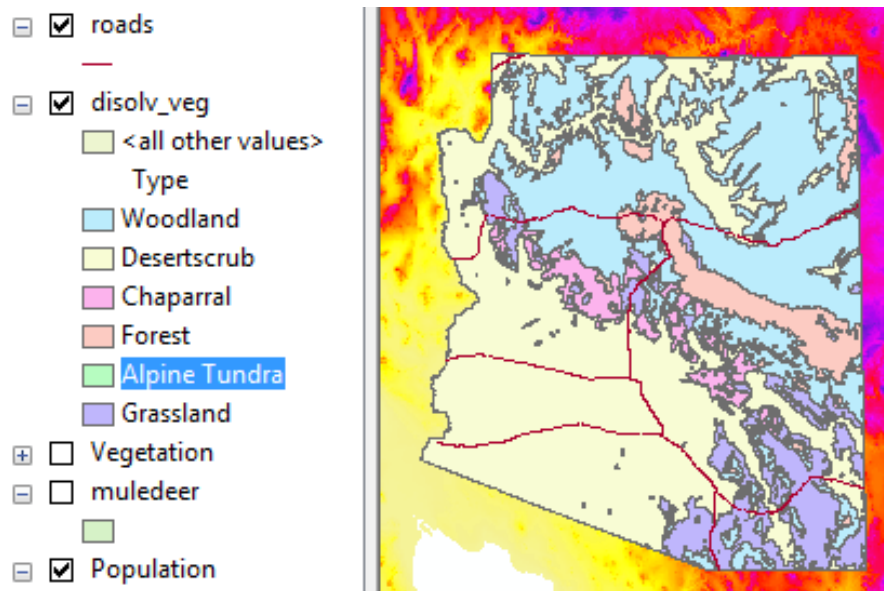 roads
disolv_veg
<all other values>
Type
Woodland
Desertscrub
Chaparral
Forest
Alpine Tundra
Grassland
Vegetation
muledeer
Population